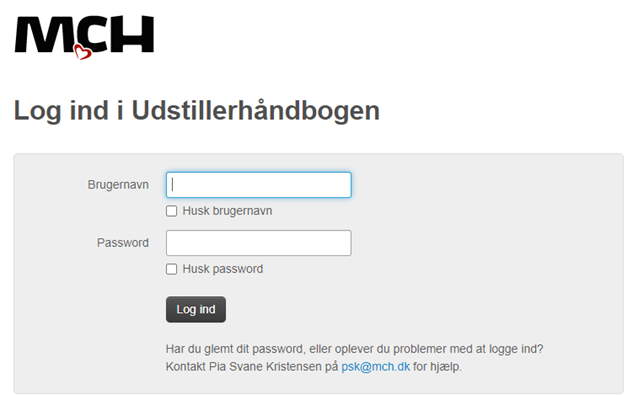 MCH
Log ind i Udstillerhåndbogen
Brugernavn
Husk brugernavn
Password
Husk password
Log ind
Har du glemt dit password, eller oplever du problemer med at logge ind?
Kontakt Pia Svane Kristensen på psk@mch.dk for hjælp.